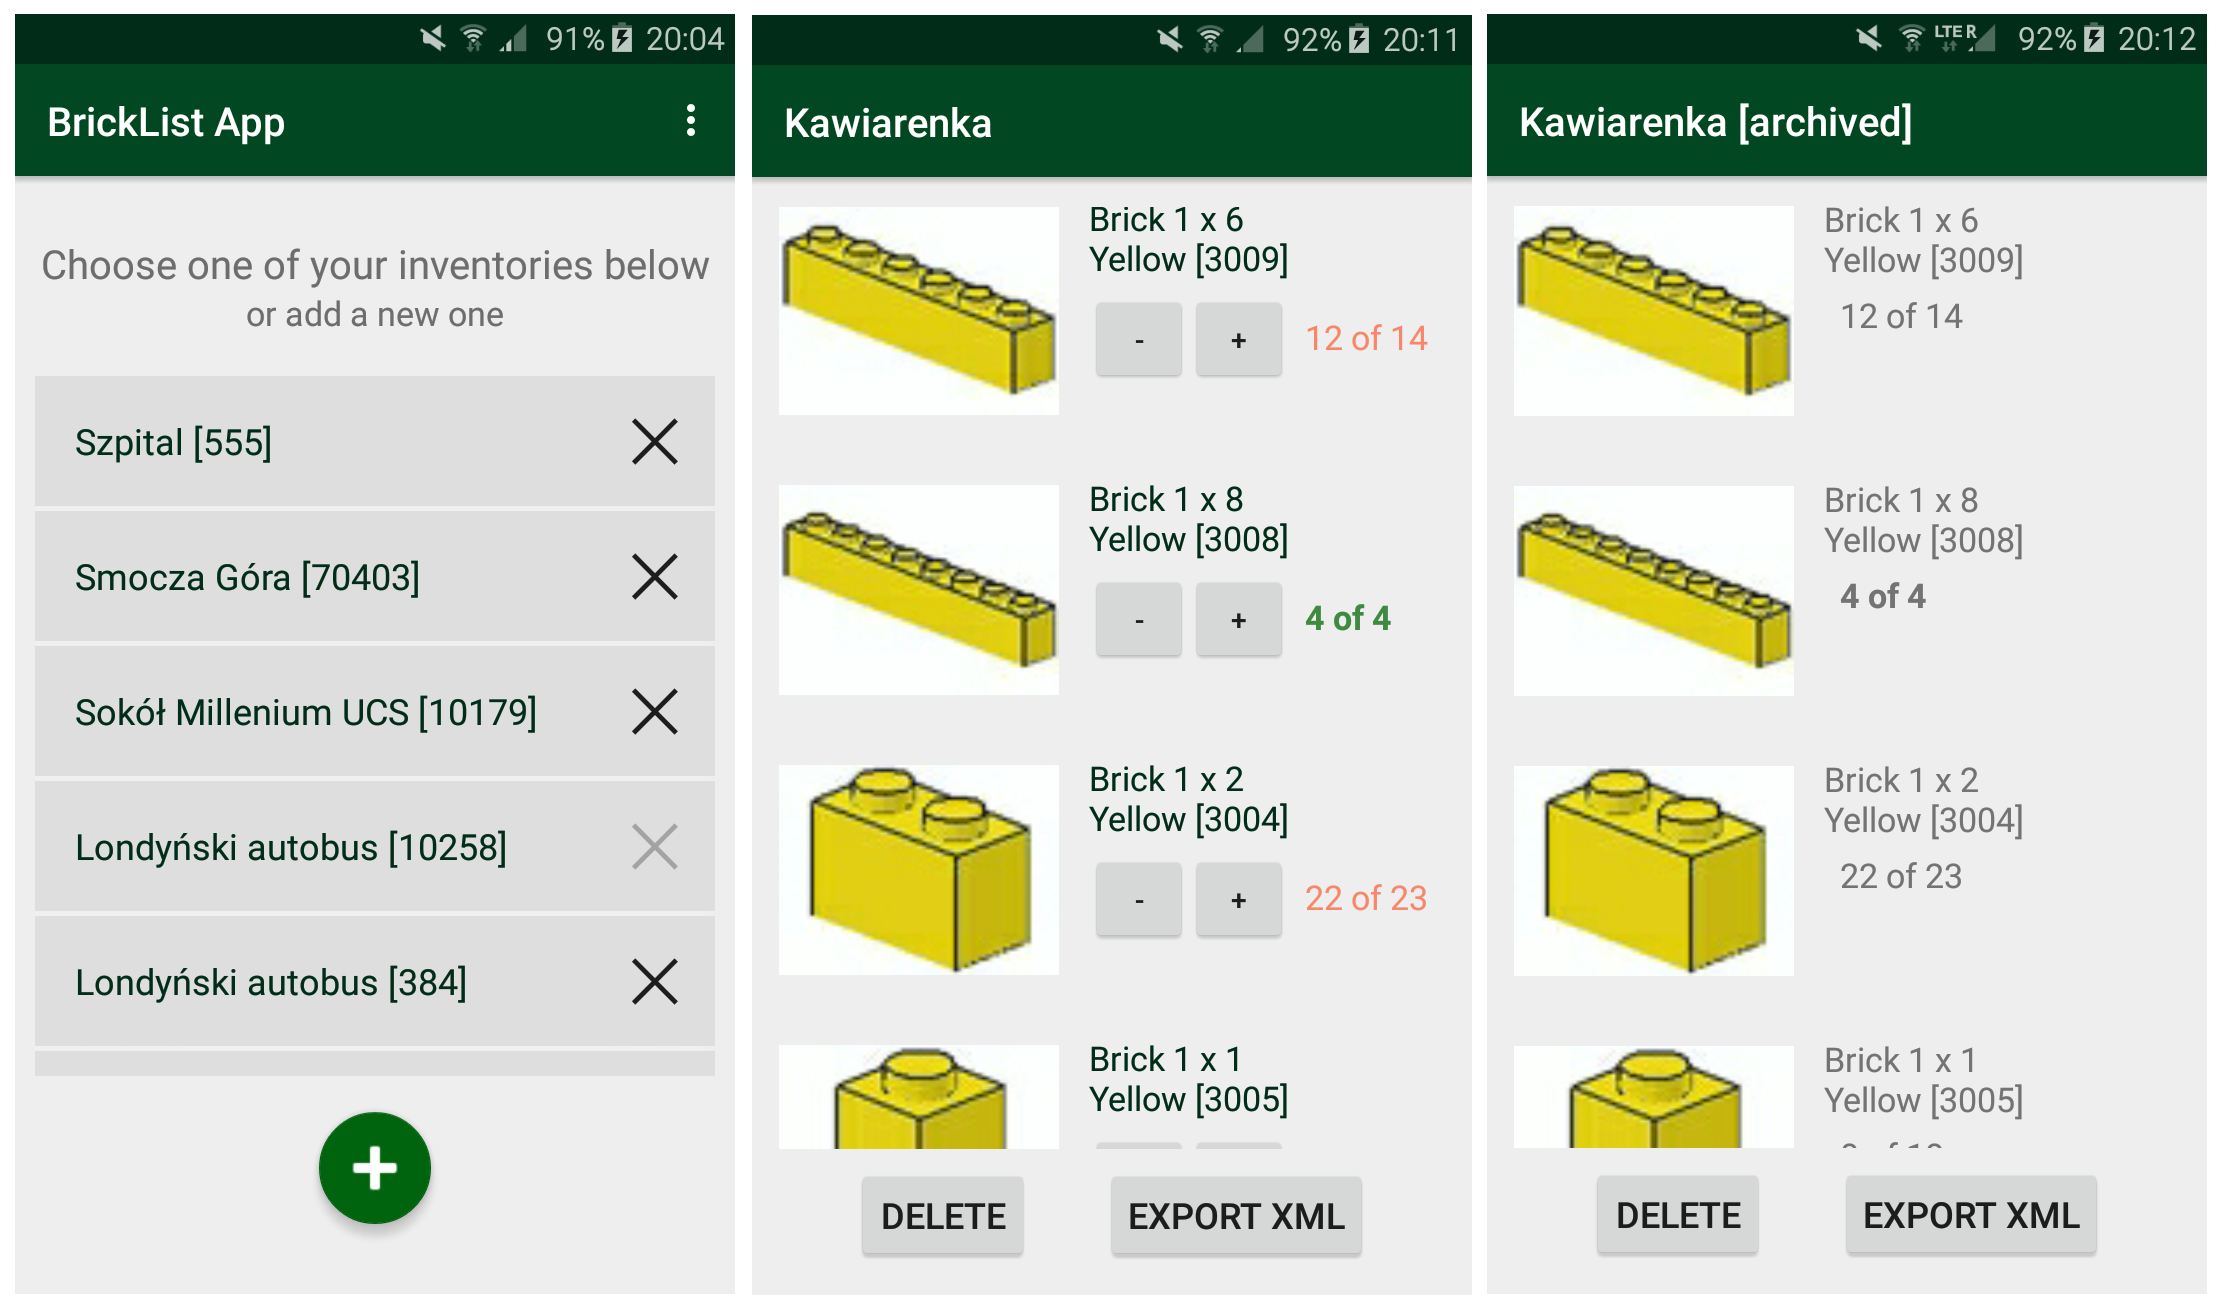 91% 20:04
BrickList App
Choose one of your inventories below
or add a new one
Szpital [555]
Smocza Góra [70403]
Sokół Millenium UCS [10179]
Londyński autobus [10258]
Londyński autobus [384]
92% 20:11
Kawiarenka
Brick 1 x 6
Yellow [3009]
- + 12 of 14
Brick 1 x 8
Yellow [3008]
- + 4 of 4
Brick 1 x 2
Yellow [3004]
- + 22 of 23
Brick 1 x 1
Yellow [3005]
DELETE EXPORT XML
LTE R 92% 20:12
Kawiarenka [archived]
Brick 1 x 6
Yellow [3009]
12 of 14
Brick 1 x 8
Yellow [3008]
4 of 4
Brick 1 x 2
Yellow [3004]
22 of 23
Brick 1 x 1
Yellow [3005]
DELETE EXPORT XML